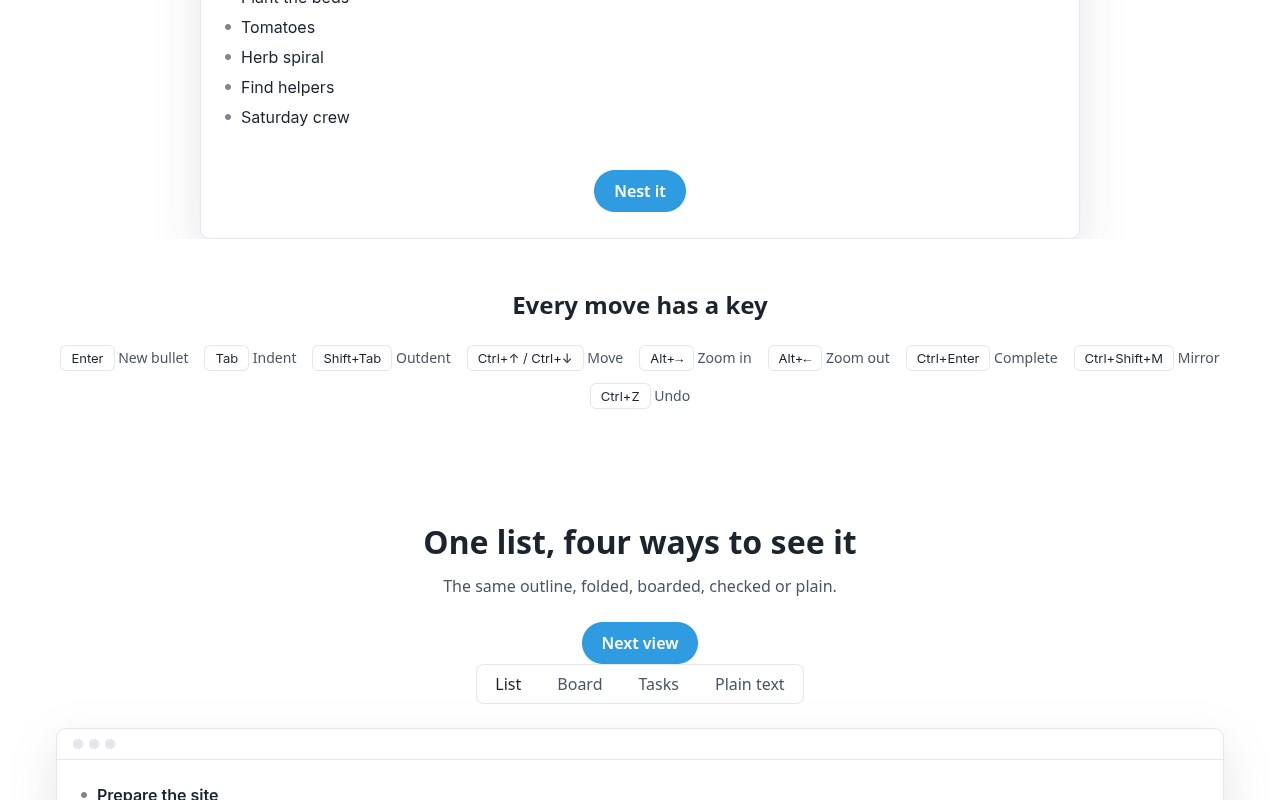 Plant the beds
Tomatoes
Herb spiral
Find helpers
Saturday crew
Nest it
Every move has a key
Enter New bullet Tab Indent Shift+Tab Outdent Ctrl+↑ / Ctrl+↓ Move Alt+→ Zoom in Alt+← Zoom out Ctrl+Enter Complete Ctrl+Shift+M Mirror
Ctrl+Z Undo
One list, four ways to see it
The same outline, folded, boarded, checked or plain.
Next view
List Board Tasks Plain text
Prepare the site